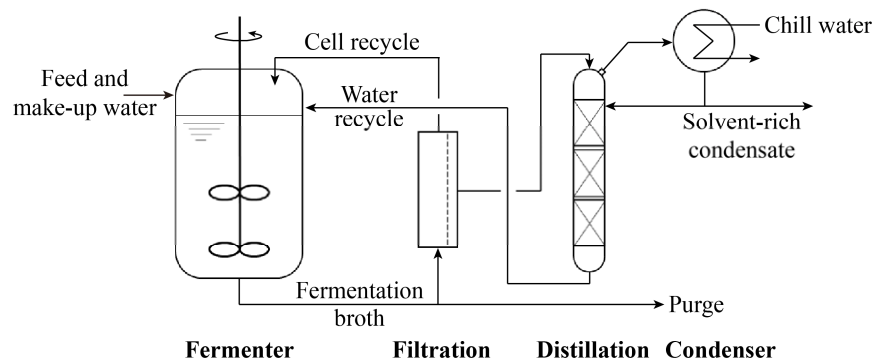 Cell recycle
Chill water
Feed and
make-up water
Water
recycle
Solvent-rich
condensate
Fermentation
broth
Purge
Fermenter
Filtration
Distillation
Condenser